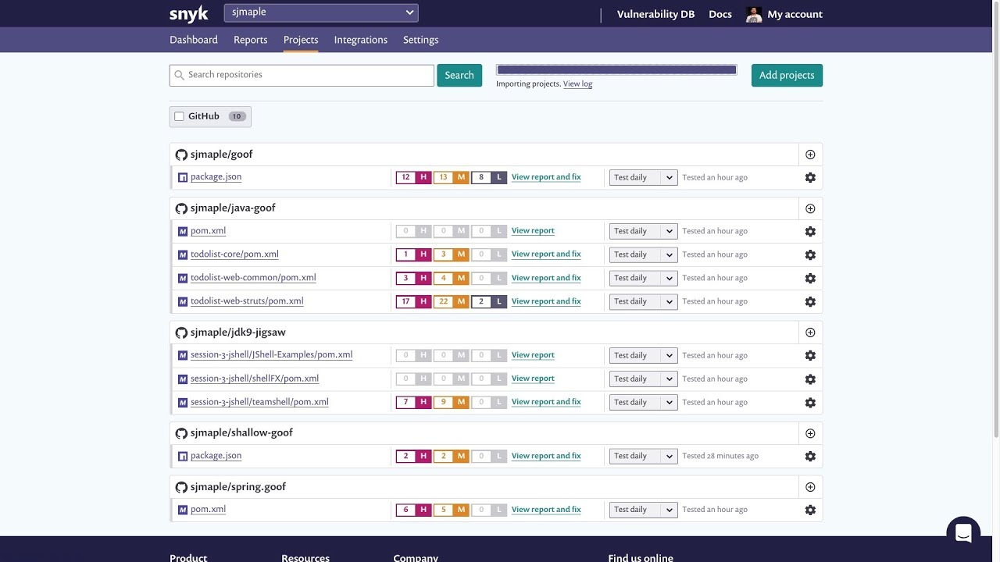 snyk sjmaple Vulnerability DB Docs My account
Dashboard Reports Projects Integrations Settings
Search repositories Search Add projects
Importing projects. View log
GitHub 10
sjmaple/goof
package.json 12 H 13 M 8 L View report and fix Test daily Tested an hour ago
sjmaple/java-goof
pom.xml 0 H 0 M 0 L View report Test daily Tested an hour ago
todolist-core/pom.xml 1 H 3 M 0 L View report and fix Test daily Tested an hour ago
todolist-web-common/pom.xml 3 H 4 M 0 L View report and fix Test daily Tested an hour ago
todolist-web-struts/pom.xml 17 H 22 M 2 L View report and fix Test daily Tested an hour ago
sjmaple/jdk9-jigsaw
session-3-jshell/JShell-Examples/pom.xml 0 H 0 M 0 L View report Test daily Tested an hour ago
session-3-jshell/shellFX/pom.xml 0 H 0 M 0 L View report Test daily Tested an hour ago
session-3-jshell/teamshell/pom.xml 7 H 9 M 0 L View report and fix Test daily Tested an hour ago
sjmaple/shallow-goof
package.json 2 H 2 M 0 L View report and fix Test daily Tested 28 minutes ago
sjmaple/spring.goof
pom.xml 6 H 5 M 0 L View report and fix Test daily Tested an hour ago
Product Resources Company Find us online